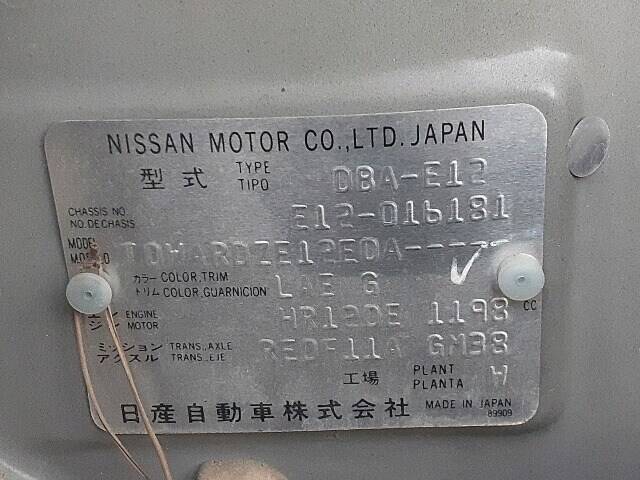 NISSAN MOTOR CO.,LTD. JAPAN
型式 TYPE TIPO DBA-E12
CHASSIS NO. NO. DE CHASIS E12-016181
MODEL
カラー COLOR, TRIM
トリム COLOR, GUARNICION LAE G
ENGINE MOTOR HR12DE 1198 CC
ミッション TRANS., AXLE
アクスル TRANS., EJE REOF11A GM38
工場 PLANT PLANTA W
日産自動車株式会社 MADE IN JAPAN
89909